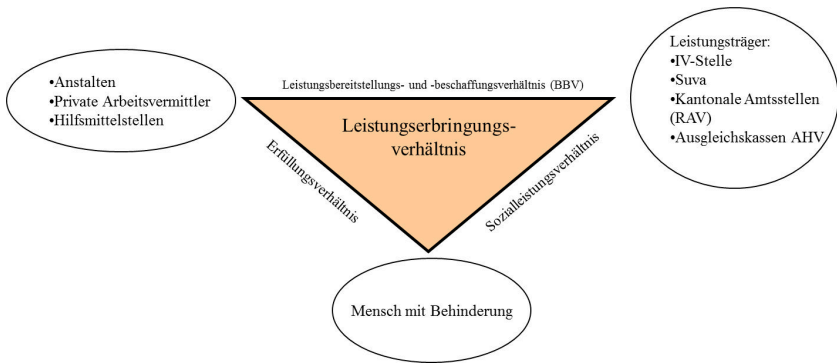 •Anstalten
•Private Arbeitsvermittler
•Hilfsmittelstellen
Leistungsbereitstellungs- und -beschaffungsverhältnis (BBV)
Leistungsträger:
•IV-Stelle
•Suva
•Kantonale Amtsstellen
(RAV)
•Ausgleichskassen AHV
Leistungserbringungs-
verhältnis
Erfüllungsverhältnis
Sozialleistungsverhältnis
Mensch mit Behinderung